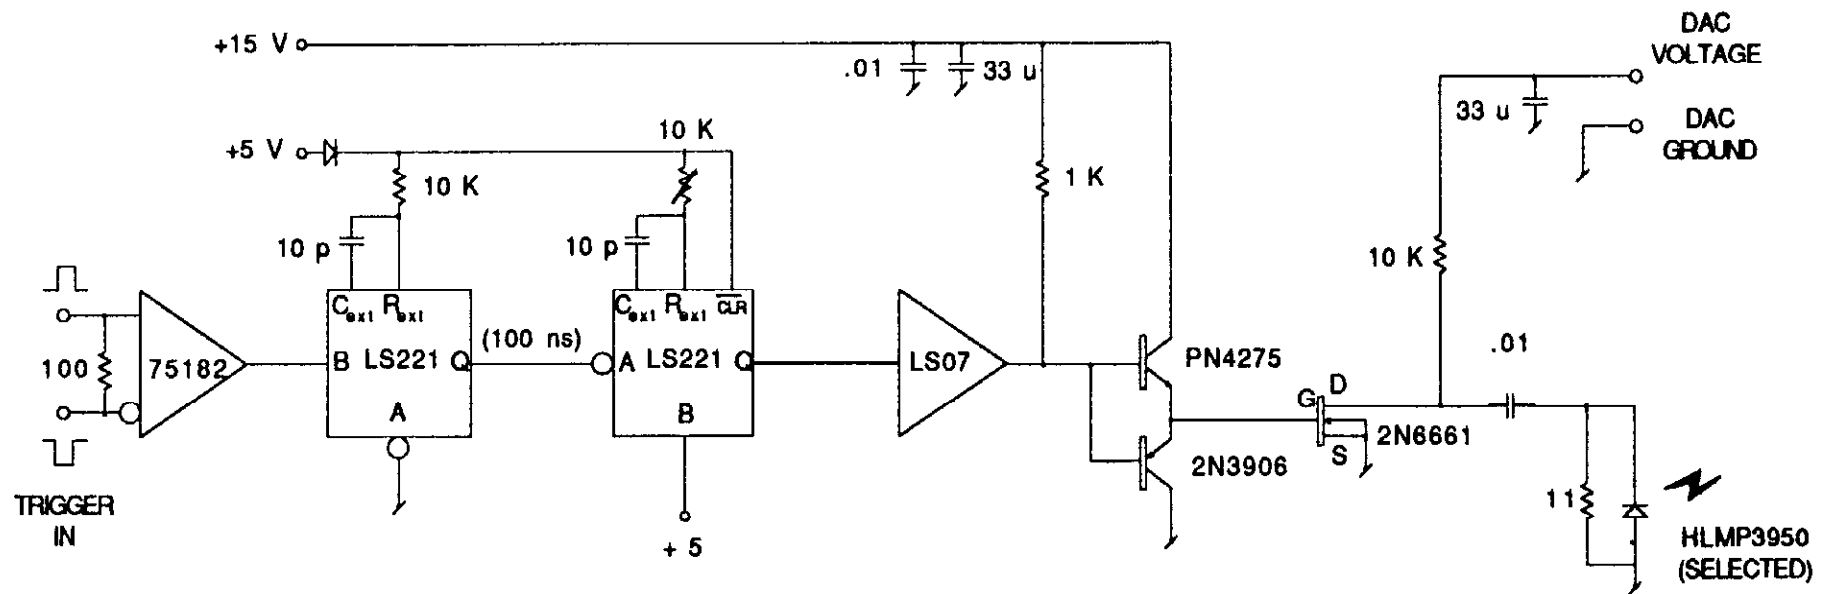 +15 V
.01
33 u
DAC
VOLTAGE
33 u
DAC
GROUND
+5 V
10 K
10 K
1 K
10 p
10 p
10 K
C ext R ext
C ext R ext CLR
100
75182
B LS221 Q
A
(100 ns)
A LS221 Q
B
LS07
PN4275
.01
G D
S
2N6661
2N3906
11
TRIGGER
IN
+ 5
HLMP3950
(SELECTED)